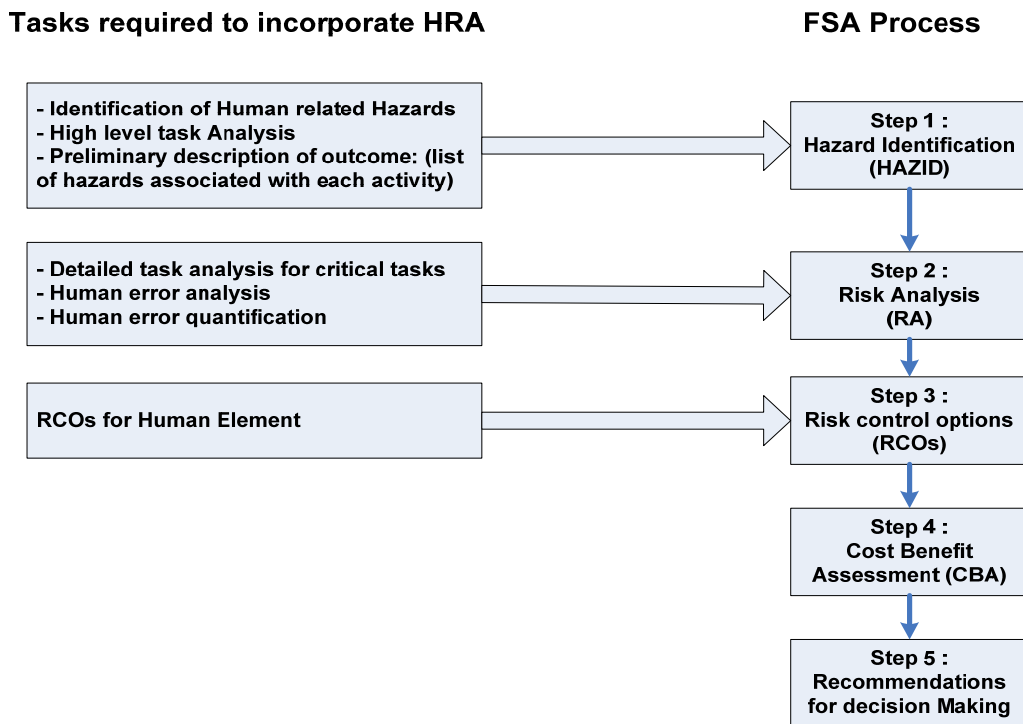 Tasks required to incorporate HRA
FSA Process
- Identification of Human related Hazards
- High level task Analysis
- Preliminary description of outcome: (list
of hazards associated with each activity)
Step 1 :
Hazard Identification
(HAZID)
- Detailed task analysis for critical tasks
- Human error analysis
- Human error quantification
Step 2 :
Risk Analysis
(RA)
RCOs for Human Element
Step 3 :
Risk control options
(RCOs)
Step 4 :
Cost Benefit
Assessment (CBA)
Step 5 :
Recommendations
for decision Making